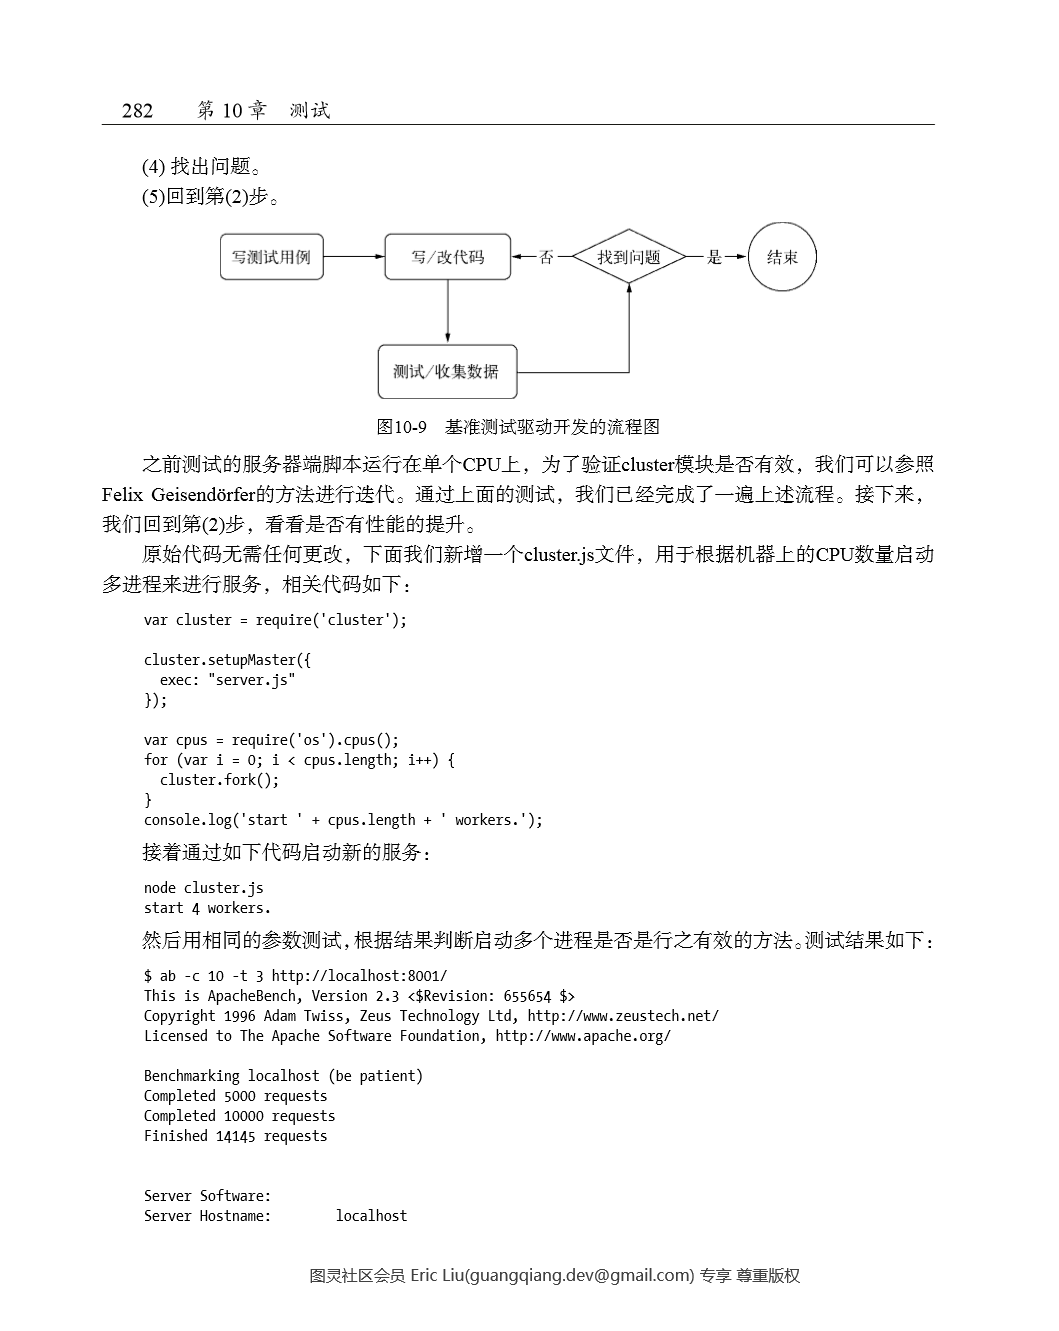 282 第 10 章 测试
(4) 找出问题。
(5)回到第(2)步。
写测试用例 写/改代码 否 找到问题 是 结束
测试/收集数据
图10-9 基准测试驱动开发的流程图
之前测试的服务器端脚本运行在单个CPU上，为了验证cluster模块是否有效，我们可以参照
Felix Geisendörfer的方法进行迭代。通过上面的测试，我们已经完成了一遍上述流程。接下来，
我们回到第(2)步，看看是否有性能的提升。
原始代码无需任何更改，下面我们新增一个cluster.js文件，用于根据机器上的CPU数量启动
多进程来进行服务，相关代码如下：
var cluster = require('cluster');
cluster.setupMaster({
  exec: "server.js"
});
var cpus = require('os').cpus();
for (var i = 0; i < cpus.length; i++) {
  cluster.fork();
}
console.log('start ' + cpus.length + ' workers.');
接着通过如下代码启动新的服务：
node cluster.js
start 4 workers.
然后用相同的参数测试，根据结果判断启动多个进程是否是行之有效的方法。测试结果如下：
$ ab -c 10 -t 3 http://localhost:8001/
This is ApacheBench, Version 2.3 <$Revision: 655654 $>
Copyright 1996 Adam Twiss, Zeus Technology Ltd, http://www.zeustech.net/
Licensed to The Apache Software Foundation, http://www.apache.org/
Benchmarking localhost (be patient)
Completed 5000 requests
Completed 10000 requests
Finished 14145 requests
Server Software:
Server Hostname:        localhost
图灵社区会员 Eric Liu(guangqiang.dev@gmail.com) 专享 尊重版权